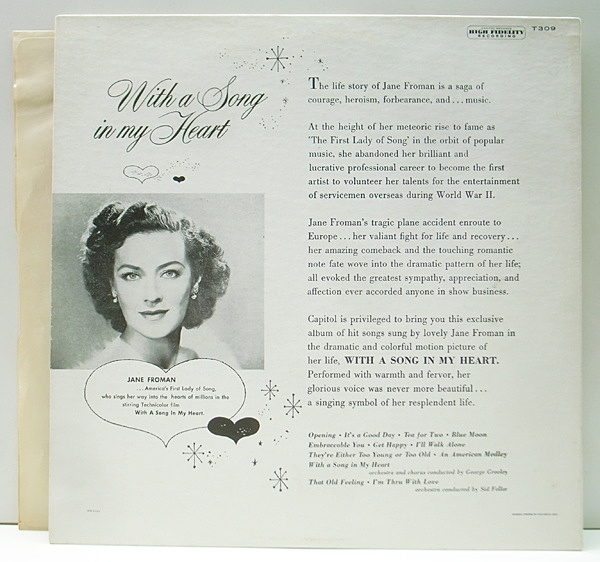 HIGH FIDELITY
RECORDING
T309
With a Song
in my Heart
The life story of Jane Froman is a saga of
courage, heroism, forbearance, and . . . music.
At the height of her meteoric rise to fame as
'The First Lady of Song' in the orbit of popular
music, she abandoned her brilliant and
lucrative professional career to become the first
artist to volunteer her talents for the entertainment
of servicemen overseas during World War II.
Jane Froman's tragic plane accident enroute to
Europe . . . her valiant fight for life and recovery . . .
her amazing comeback and the touching romantic
note fate wove into the dramatic pattern of her life;
all evoked the greatest sympathy, appreciation, and
affection ever accorded anyone in show business.
Capitol is privileged to bring you this exclusive
album of hit songs sung by lovely Jane Froman in
the dramatic and colorful motion picture of
her life, WITH A SONG IN MY HEART.
Performed with warmth and fervor, her
glorious voice was never more beautiful . . .
a singing symbol of her resplendent life.
JANE FROMAN
. . . America's First Lady of Song,
who sings her way into the hearts of millions in the
stirring Technicolor film
With A Song In My Heart.
Opening • It's a Good Day • Tea for Two • Blue Moon
Embraceable You • Get Happy • I'll Walk Alone
They're Either Too Young or Too Old • An American Medley
With a Song in My Heart
orchestra and chorus conducted by George Greeley
That Old Feeling • I'm Thru With Love
orchestra conducted by Sid Feller